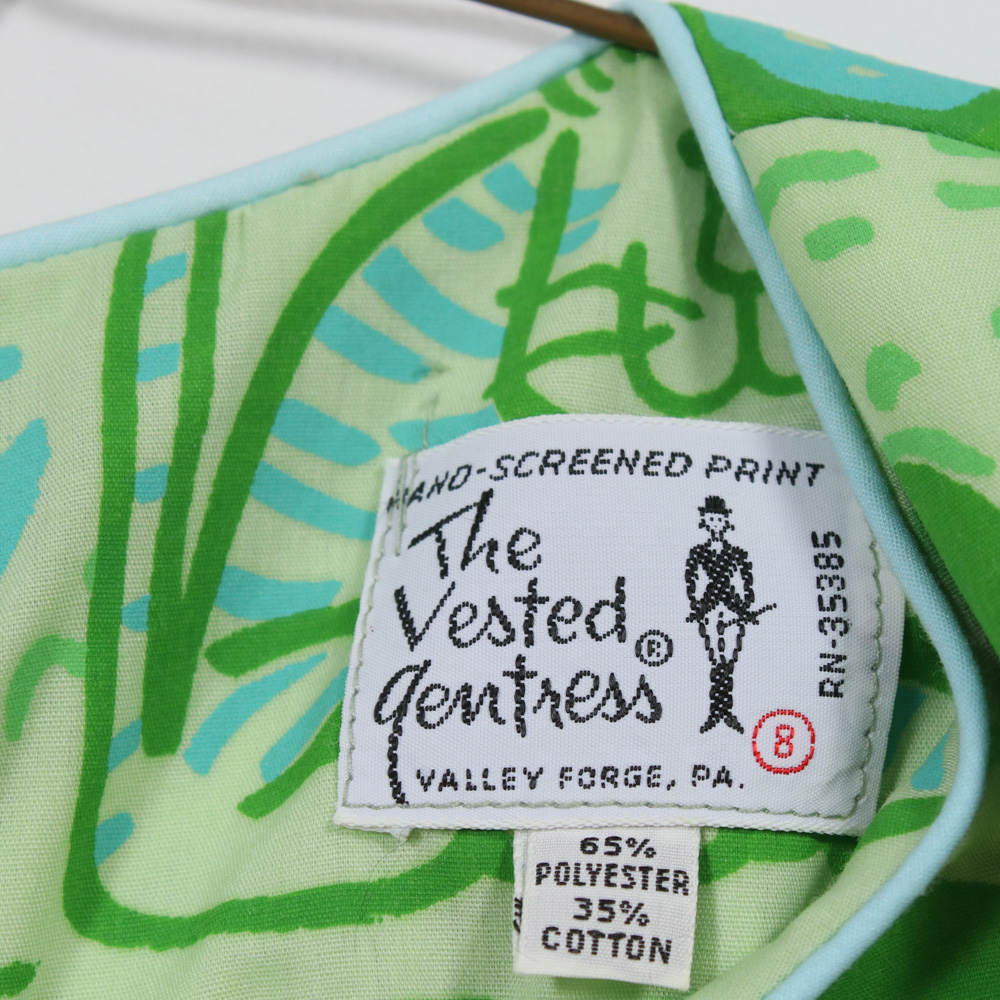 HAND-SCREENED PRINT
The
Vested
Gentress®
VALLEY FORGE, PA.
RN-35385
8
65%
POLYESTER
35%
COTTON